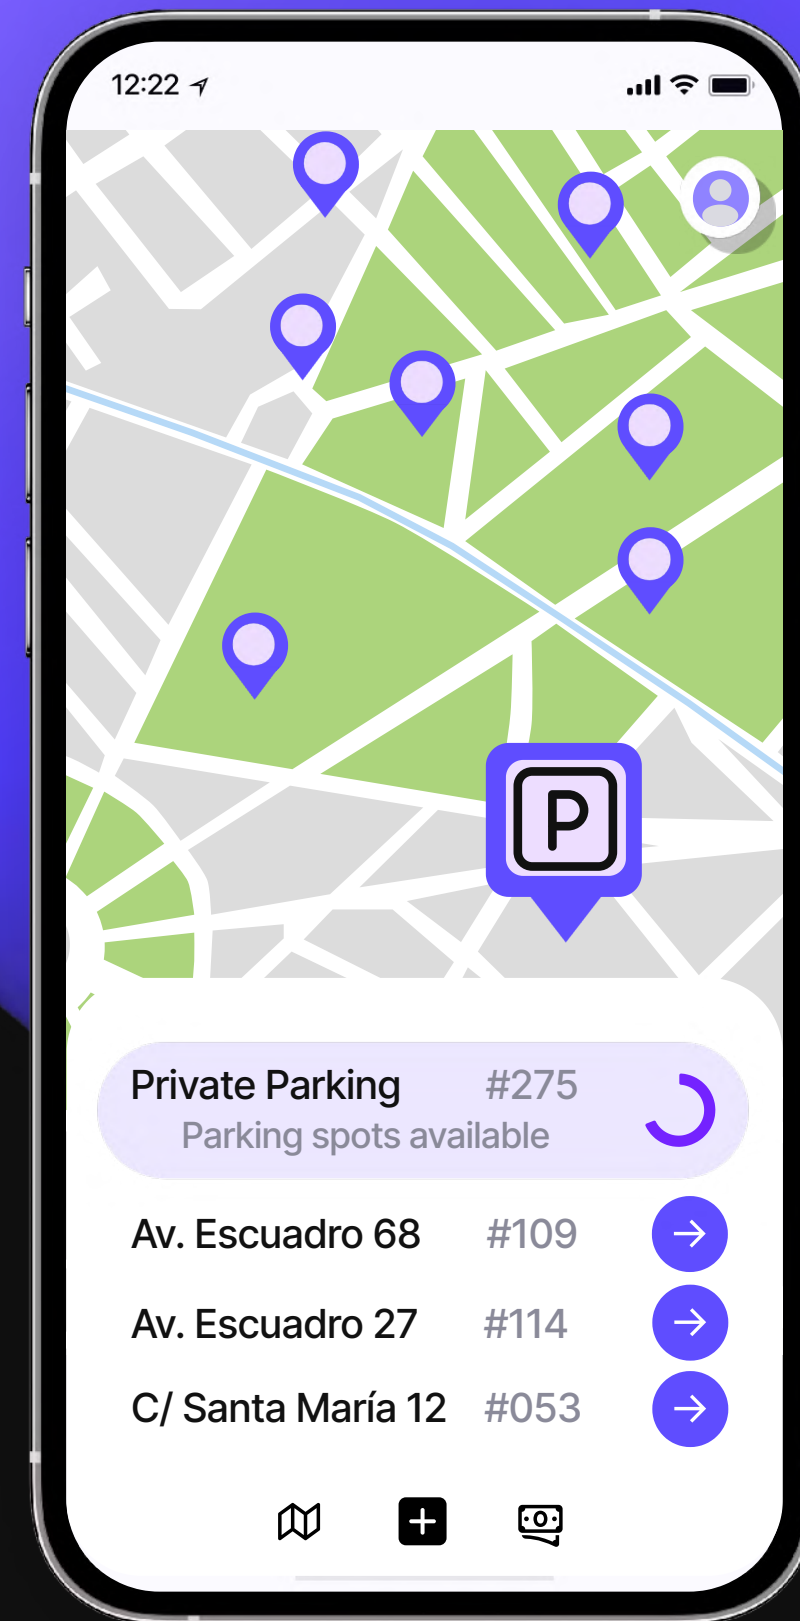 12:22
P
Private Parking #275
Parking spots available
Av. Escuadro 68 #109
Av. Escuadro 27 #114
C/ Santa María 12 #053